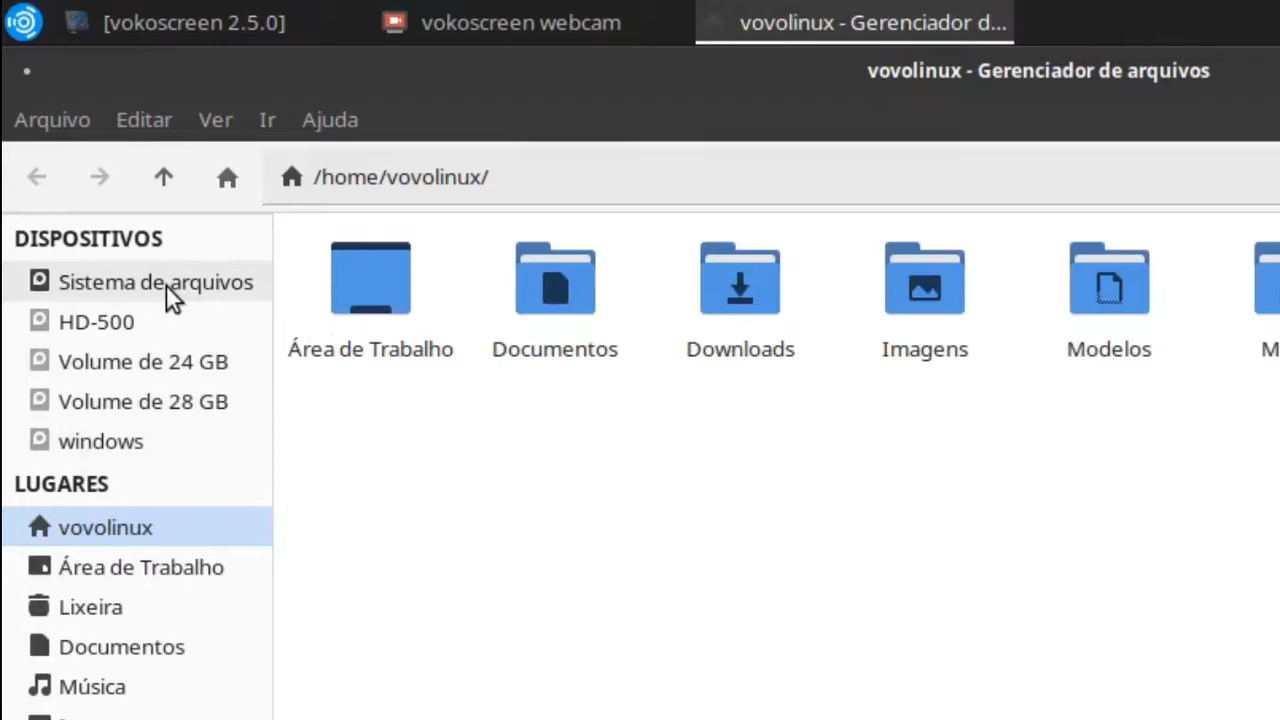 [vokoscreen 2.5.0]
vokoscreen webcam
vovolinux - Gerenciador d...
vovolinux - Gerenciador de arquivos
Arquivo Editar Ver Ir Ajuda
/home/vovolinux/
DISPOSITIVOS
Sistema de arquivos
HD-500
Volume de 24 GB
Volume de 28 GB
windows
LUGARES
vovolinux
Área de Trabalho
Lixeira
Documentos
Música
Área de Trabalho
Documentos
Downloads
Imagens
Modelos